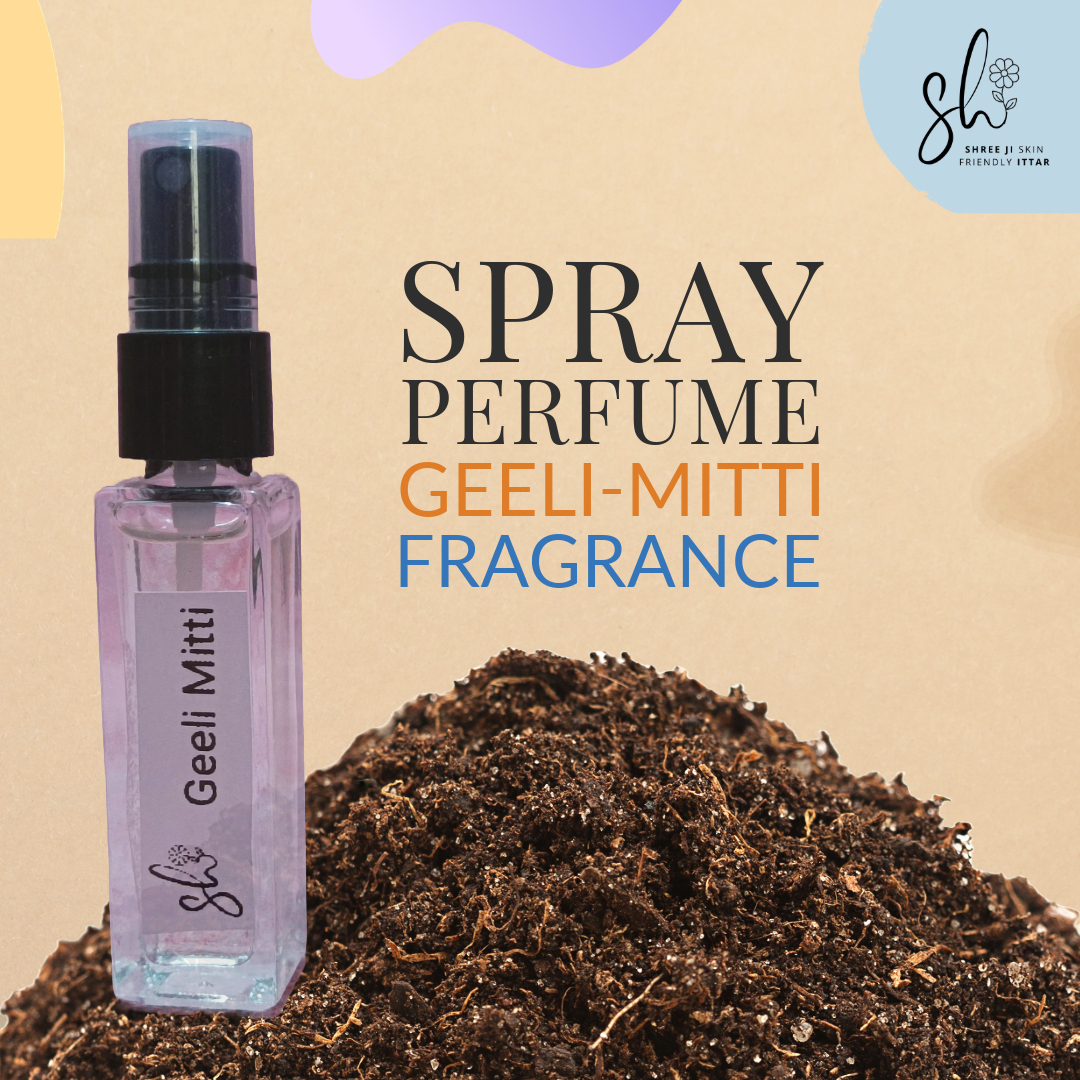 Sh
SHREE JI SKIN
FRIENDLY ITTAR
SPRAY
PERFUME
GEELI-MITTI
FRAGRANCE
Geeli Mitti
Sh